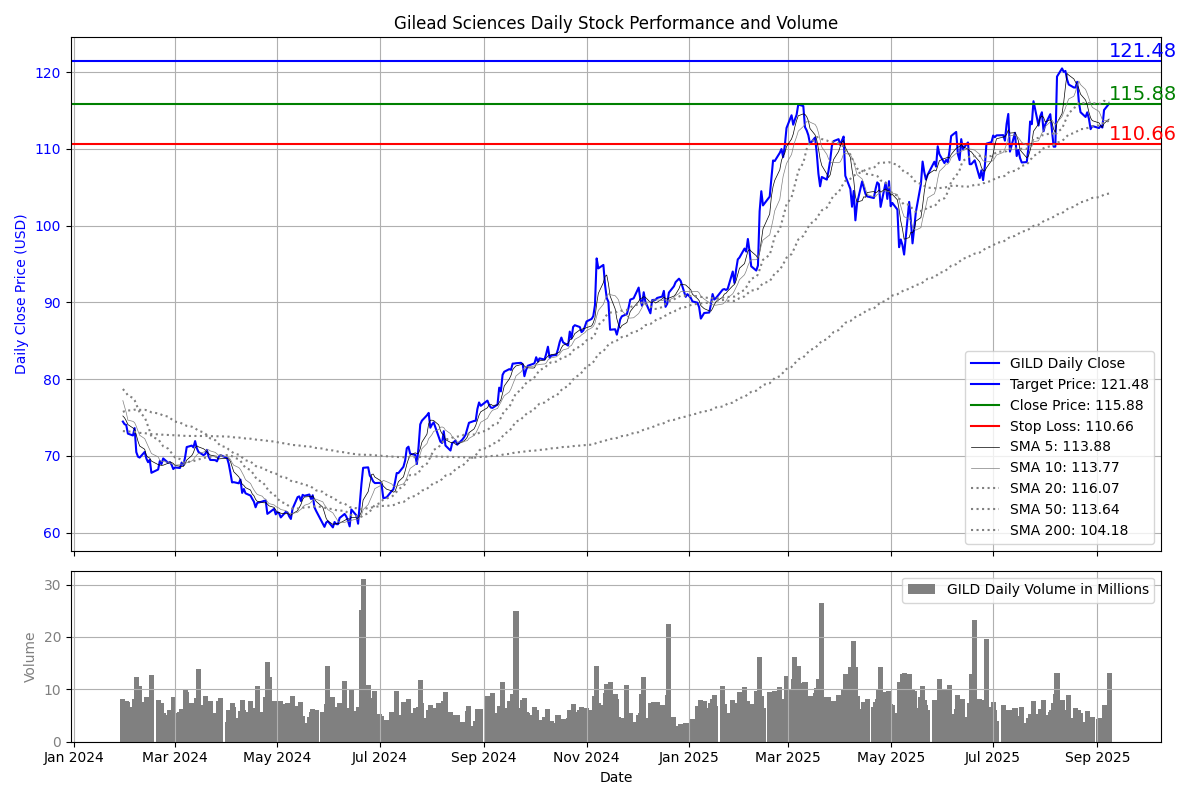 Gilead Sciences Daily Stock Performance and Volume
121.48
120
115.88
110.66
110
100
90
80
70
60
Daily Close Price (USD)
GILD Daily Close
Target Price: 121.48
Close Price: 115.88
Stop Loss: 110.66
SMA 5: 113.88
SMA 10: 113.77
SMA 20: 116.07
SMA 50: 113.64
SMA 200: 104.18
30
20
10
0
Volume
GILD Daily Volume in Millions
Jan 2024 Mar 2024 May 2024 Jul 2024 Sep 2024 Nov 2024 Jan 2025 Mar 2025 May 2025 Jul 2025 Sep 2025
Date